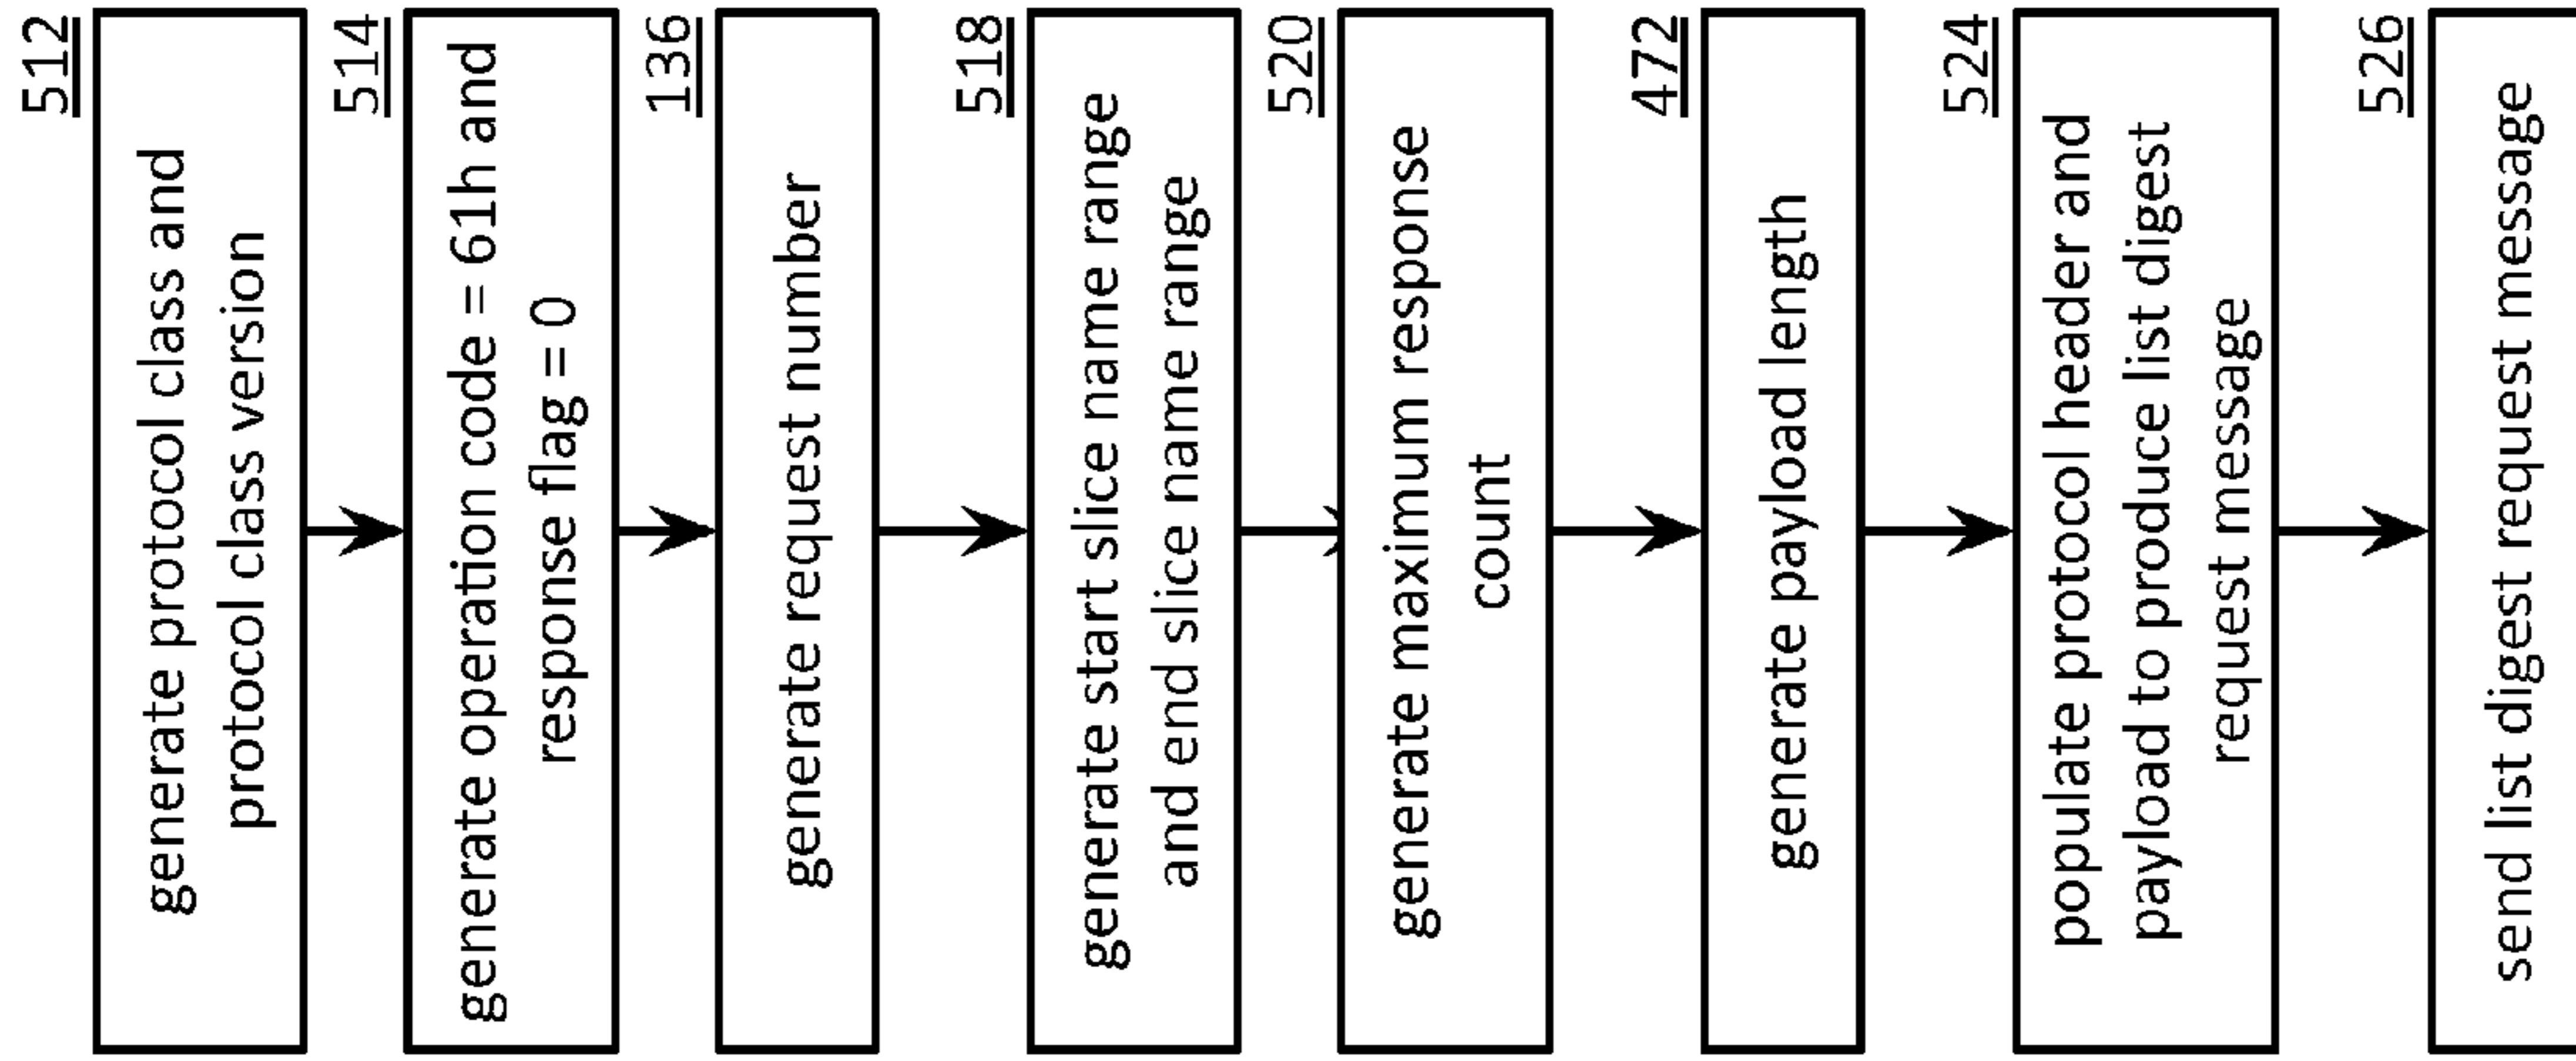 512
generate protocol class and
protocol class version
514
generate operation code = 61h and
response flag = 0
136
generate request number
518
generate start slice name range
and end slice name range
520
generate maximum response
count
472
generate payload length
524
populate protocol header and
payload to produce list digest
request message
526
send list digest request message